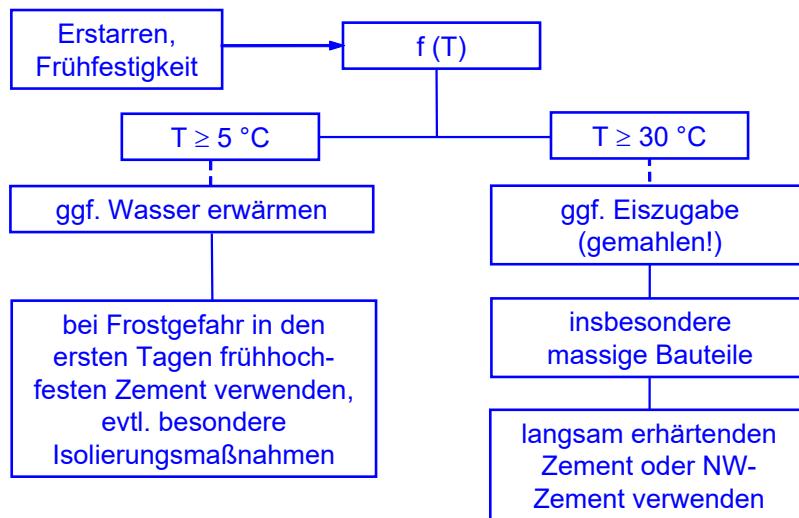 Erstarren,
Frühfestigkeit
f (T)
T ≥ 5 °C
T ≥ 30 °C
ggf. Wasser erwärmen
ggf. Eiszugabe
(gemahlen!)
bei Frostgefahr in den
ersten Tagen frühhoch-
festen Zement verwenden,
evtl. besondere
Isolierungsmaßnahmen
insbesondere
massige Bauteile
langsam erhärtenden
Zement oder NW-
Zement verwenden